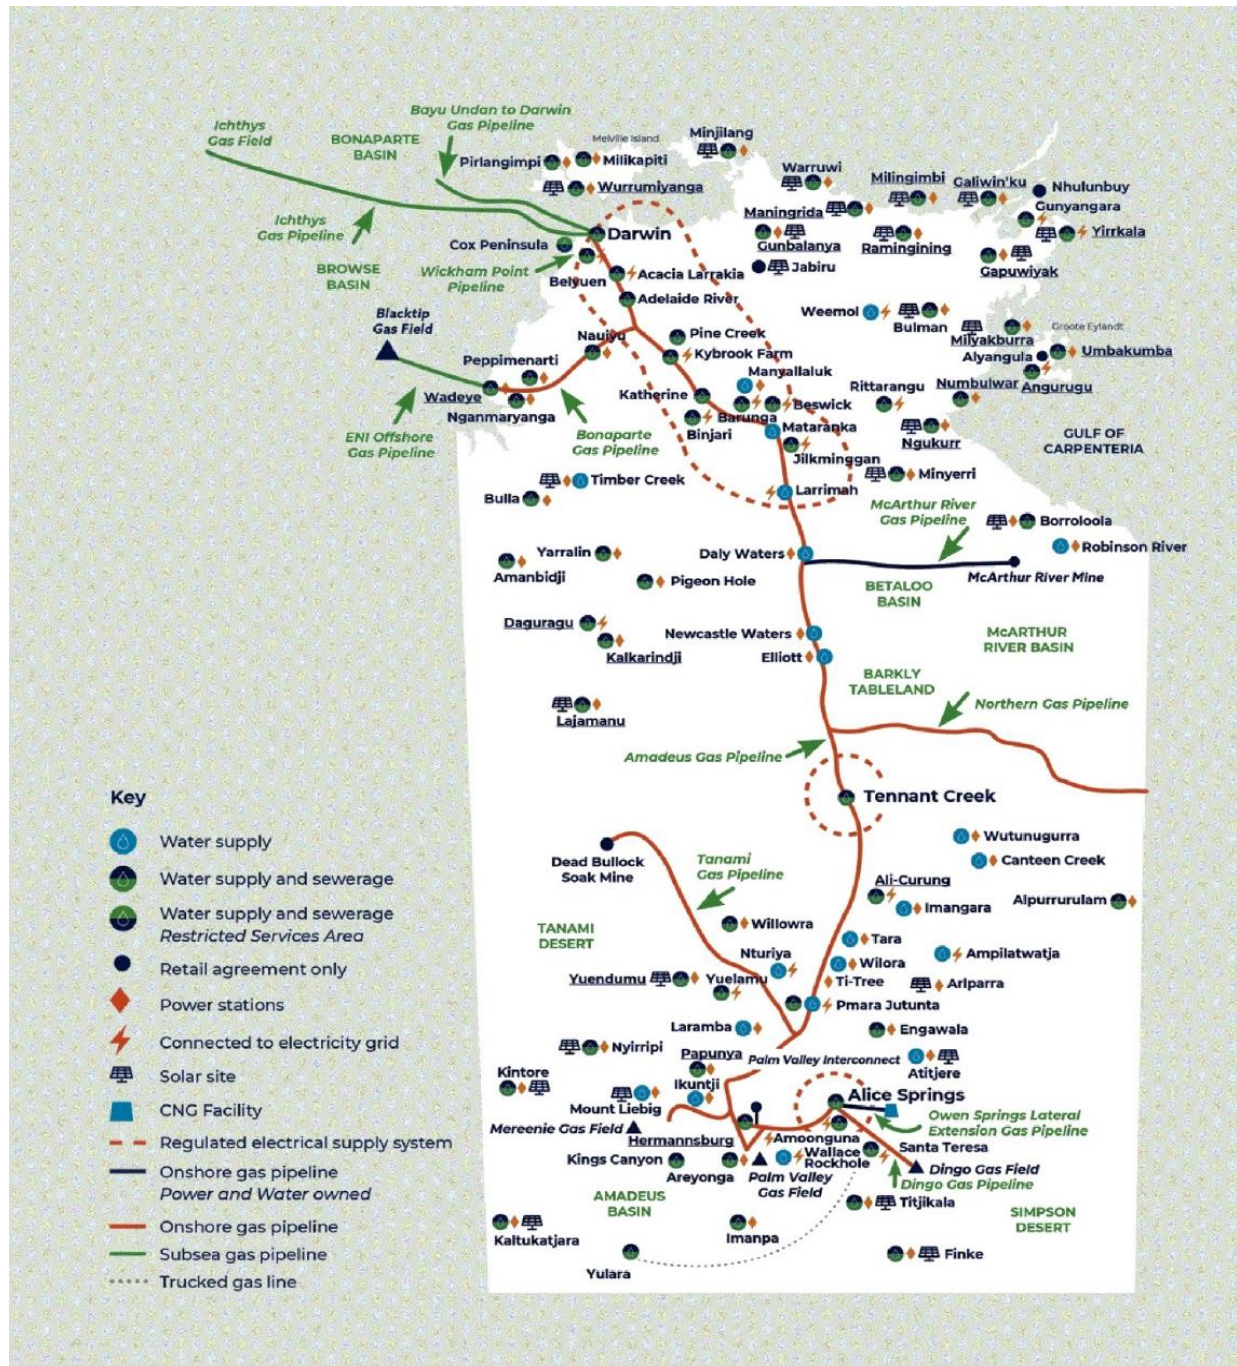 Bayu Undan to Darwin
Gas Pipeline
Ichthys
Gas Field
BONAPARTE
BASIN
Melville Island
Minjilang
Pirlangimpi
Milikapiti
Wurrumiyanga
Warruwi
Milingimbi
Galiwin'ku
Nhulunbuy
Gunyangara
Maningrida
Yirrkala
Ichthys
Gas Pipeline
Darwin
Cox Peninsula
Gunbalanya
Ramingining
Gapuwiyak
BROWSE
BASIN
Wickham Point
Pipeline
Belyuen
Acacia Larrakia
Jabiru
Adelaide River
Blacktip
Gas Field
Weemol
Bulman
Milyakburra
Groote Eylandt
Nauiyu
Pine Creek
Kybrook Farm
Alyangula
Umbakumba
Peppimenarti
Manyallaluk
Angurugu
Wadeye
Katherine
Rittarangu
Numbulwar
Nganmaryanga
Barunga
Beswick
Binjari
Mataranka
Ngukurr
GULF OF
CARPENTERIA
ENI Offshore
Gas Pipeline
Bonaparte
Gas Pipeline
Jilkminggan
Minyerri
Timber Creek
Bulla
Larrimah
McArthur River
Gas Pipeline
Borroloola
Yarralin
Daly Waters
Robinson River
Amanbidji
Pigeon Hole
McArthur River Mine
BETALOO
BASIN
Daguragu
Kalkarindji
Newcastle Waters
Elliott
McARTHUR
RIVER BASIN
BARKLY
TABLELAND
Lajamanu
Northern Gas Pipeline
Amadeus Gas Pipeline
Tennant Creek
Key
Water supply
Water supply and sewerage
Water supply and sewerage
Restricted Services Area
Retail agreement only
Power stations
Connected to electricity grid
Solar site
CNG Facility
Regulated electrical supply system
Onshore gas pipeline
Power and Water owned
Onshore gas pipeline
Subsea gas pipeline
Trucked gas line
Wutunugurra
Canteen Creek
Dead Bullock
Soak Mine
Tanami
Gas Pipeline
Ali-Curung
Imangara
Alpurrurulam
TANAMI
DESERT
Willowra
Tara
Nturiya
Ampilatwatja
Wilora
Yuendumu
Yuelamu
Ti-Tree
Arlparra
Pmara Jutunta
Laramba
Engawala
Nyirripi
Papunya
Palm Valley Interconnect
Atitjere
Kintore
Ikuntji
Mount Liebig
Alice Springs
Mereenie Gas Field
Owen Springs Lateral
Extension Gas Pipeline
Hermannsburg
Amoonguna
Santa Teresa
Kings Canyon
Areyonga
Wallace
Rockhole
Palm Valley
Gas Field
Dingo Gas Field
Dingo Gas Pipeline
AMADEUS
BASIN
Titjikala
SIMPSON
DESERT
Kaltukatjara
Imanpa
Finke
Yulara